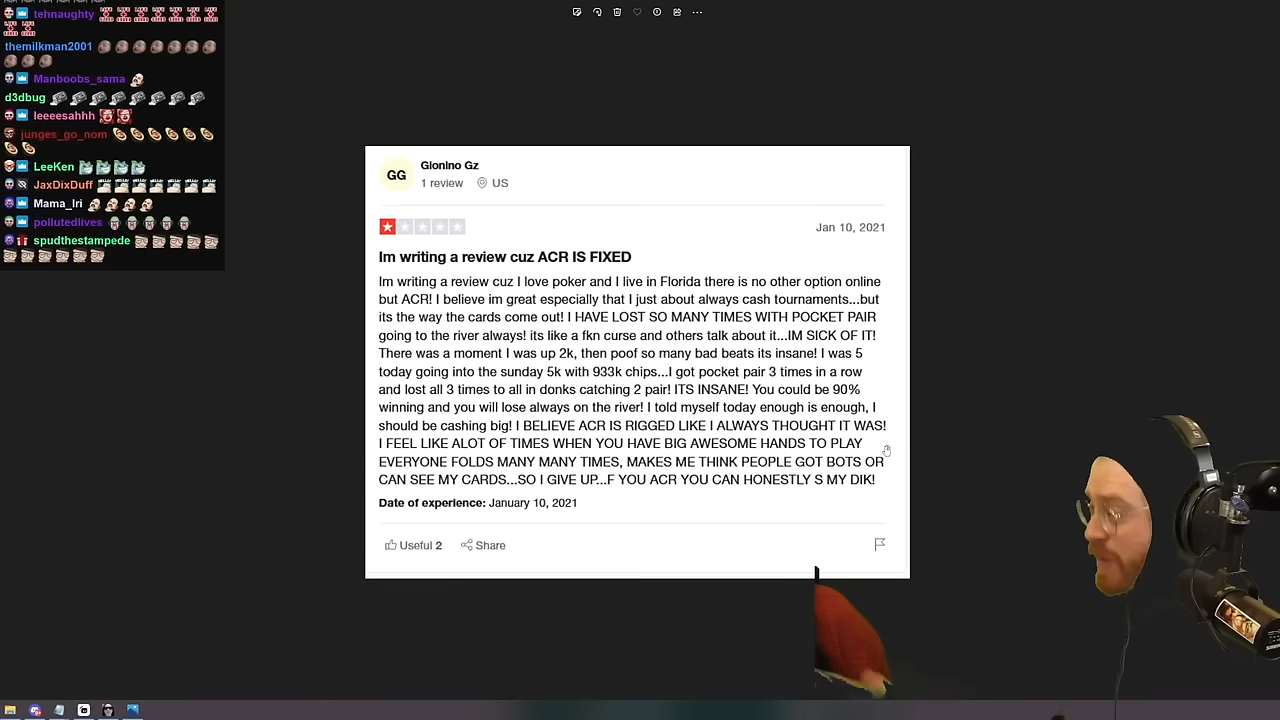 tehnaughty
themilkman2001
Manboobs_sama
d3dbug
leeeesahhh
junges_go_nom
LeeKen
JaxDixDuff
Mama_Iri
pollutedlives
spudthestampede
GG
Gionino Gz
1 review US
Jan 10, 2021
Im writing a review cuz ACR IS FIXED
Im writing a review cuz I love poker and I live in Florida there is no other option online
but ACR! I believe im great especially that I just about always cash tournaments...but
its the way the cards come out! I HAVE LOST SO MANY TIMES WITH POCKET PAIR
going to the river always! its like a fkn curse and others talk about it...IM SICK OF IT!
There was a moment I was up 2k, then poof so many bad beats its insane! I was 5
today going into the sunday 5k with 933k chips...I got pocket pair 3 times in a row
and lost all 3 times to all in donks catching 2 pair! ITS INSANE! You could be 90%
winning and you will lose always on the river! I told myself today enough is enough, I
should be cashing big! I BELIEVE ACR IS RIGGED LIKE I ALWAYS THOUGHT IT WAS!
I FEEL LIKE ALOT OF TIMES WHEN YOU HAVE BIG AWESOME HANDS TO PLAY
EVERYONE FOLDS MANY MANY TIMES, MAKES ME THINK PEOPLE GOT BOTS OR
CAN SEE MY CARDS...SO I GIVE UP...F YOU ACR YOU CAN HONESTLY S MY DIK!
Date of experience: January 10, 2021
Useful 2 Share